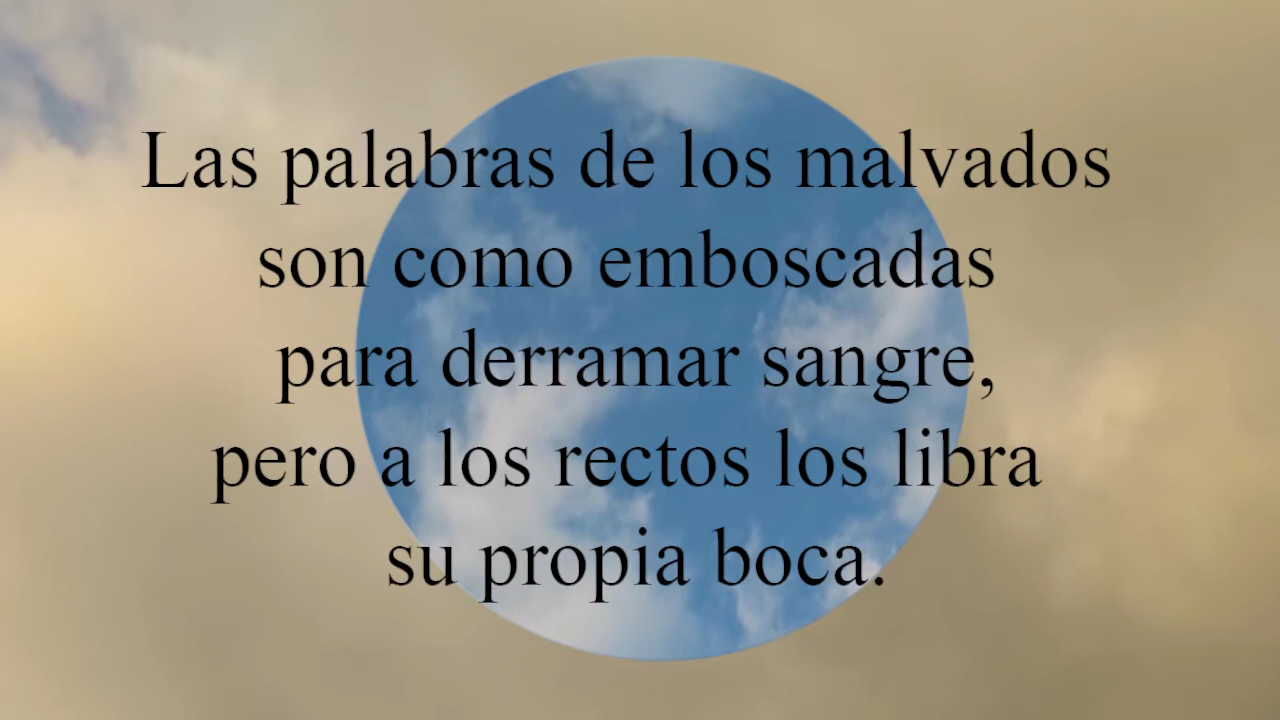 Las palabras de los malvados
son como emboscadas
para derramar sangre,
pero a los rectos los libra
su propia boca.